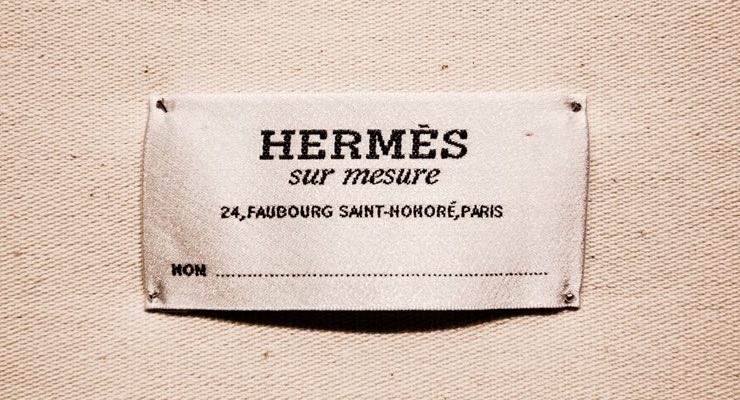 HERMÈS
sur mesure
24,FAUBOURG SAINT-HONORÉ,PARIS
NOM ..........................................................